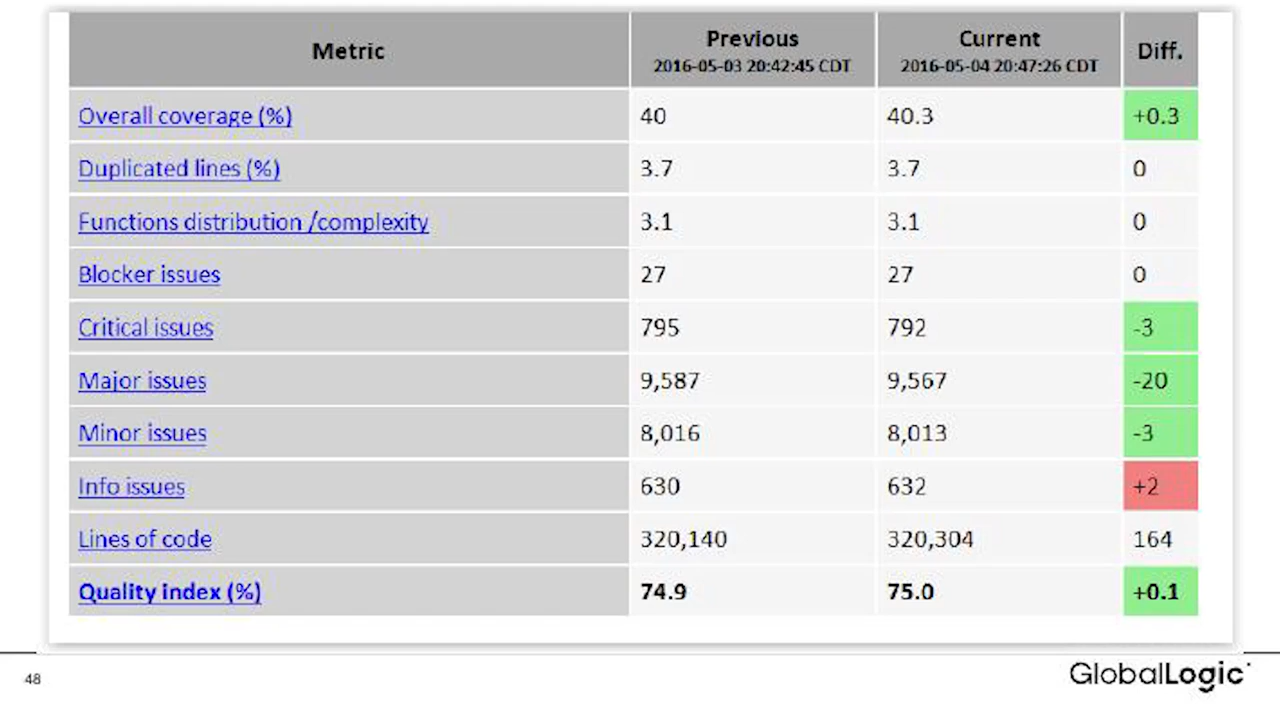 Metric Previous Current Diff.
2016-05-03 20:42:45 CDT 2016-05-04 20:47:26 CDT
Overall coverage (%) 40 40.3 +0.3
Duplicated lines (%) 3.7 3.7 0
Functions distribution /complexity 3.1 3.1 0
Blocker issues 27 27 0
Critical issues 795 792 -3
Major issues 9,587 9,567 -20
Minor issues 8,016 8,013 -3
Info issues 630 632 +2
Lines of code 320,140 320,304 164
Quality index (%) 74.9 75.0 +0.1
48
GlobalLogic